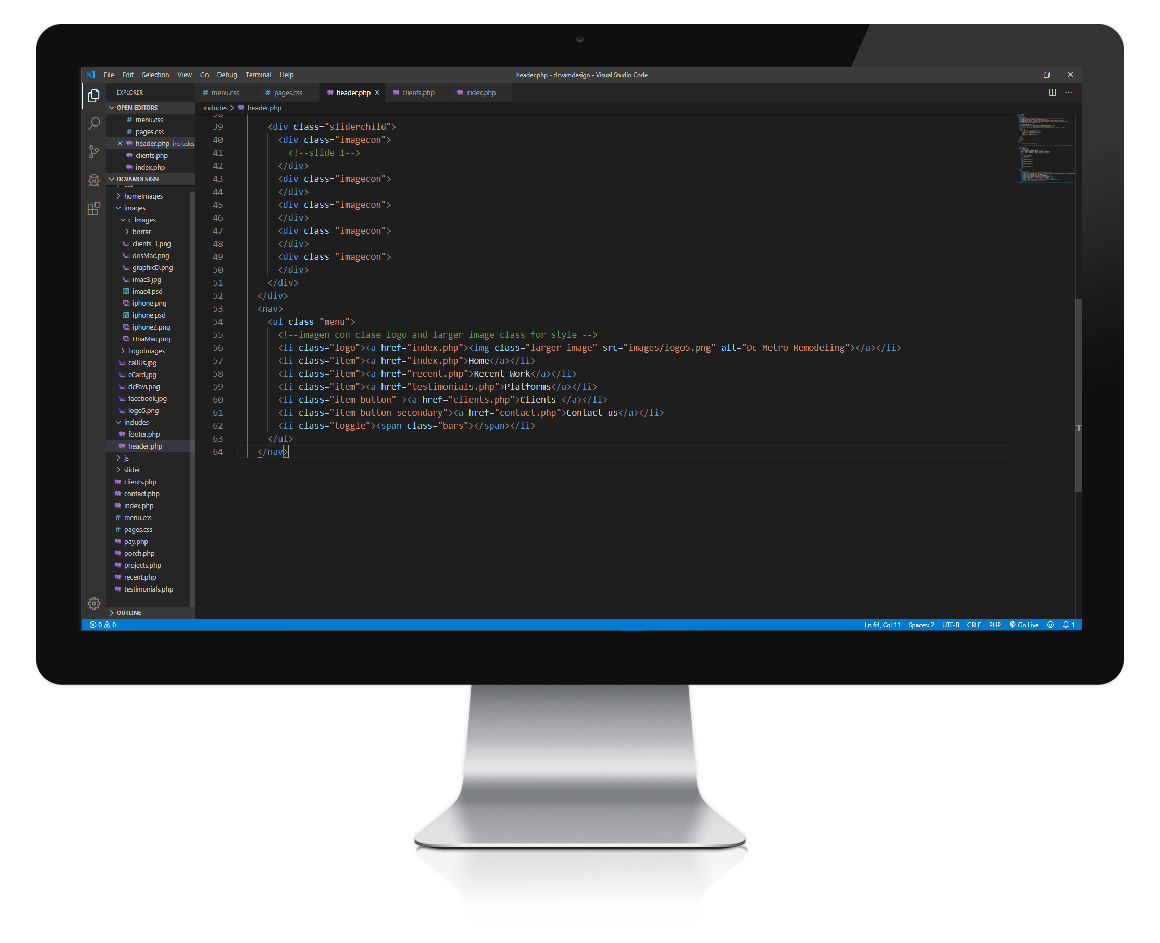 File Edit Selection View Go Debug Terminal Help
header.php - dcvamdesign - Visual Studio Code
EXPLORER
OPEN EDITORS
menu.css
pages.css
header.php includes
clients.php
index.php
DCVAMDESIGN
homeImages
images
borrar
clients_1.png
dosMac.png
graphicD.png
imac3.jpg
imac4.psd
iphone.png
iphone.psd
iphone2.png
UnaMac.png
LogoImages
eCard.jpg
dcFavi.png
facebook.jpg
logo5.png
includes
footer.php
header.php
js
slider
clients.php
contact.php
index.php
menu.css
pages.css
pay.php
porch.php
projects.php
recent.php
testimonials.php
OUTLINE
menu.css pages.css header.php X clients.php index.php
includes > header.php
38
39 <div class="sliderchild">
40 <div class="imagecon">
41 <!--slide 1-->
42 </div>
43 <div class="imagecon">
44 </div>
45 <div class="imagecon">
46 </div>
47 <div class="imagecon">
48 </div>
49 <div class="imagecon">
50 </div>
51 </div>
52 </div>
53 <nav>
54 <ul class="menu">
55 <!--imagen con clase logo and larger image class for style -->
56 <li class="logo"><a href="index.php"><img class="larger image" src="images/logo5.png" alt="Dc Metro Remodeling"></a></li>
57 <li class="item"><a href="index.php">Home</a></li>
58 <li class="item"><a href="recent.php">Recent Work</a></li>
59 <li class="item"><a href="testimonials.php">Platforms</a></li>
60 <li class="item button" ><a href="clients.php">Clients </a></li>
61 <li class="item button secondary"><a href="contact.php">Contact us</a></li>
62 <li class="toggle"><span class="bars"></span></li>
63 </ul>
64 </nav>
0 0
Ln 64, Col 11 Spaces: 2 UTF-8 CRLF PHP Go Live 1